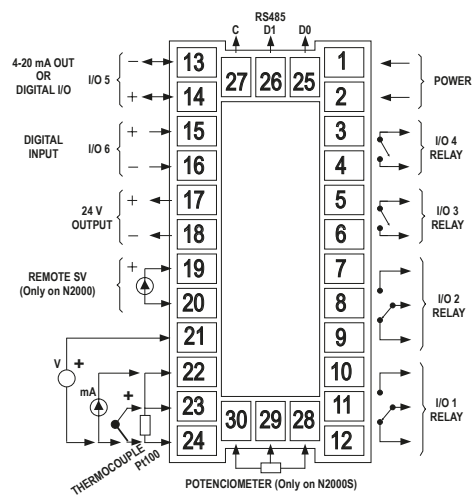 RS485
C D1 D0
4-20 mA OUT
OR
DIGITAL I/O
I/O 5
− 13
+ 14
27 26 25
1
2
POWER
DIGITAL
INPUT
I/O 6
+ 15
− 16
3
4
I/O 4
RELAY
24 V
OUTPUT
+ 17
− 18
5
6
I/O 3
RELAY
REMOTE SV
(Only on N2000)
+ 19
20
7
8
9
I/O 2
RELAY
21
V +
22
mA
+ 23
24
THERMOCOUPLE
Pt100
10
11
12
I/O 1
RELAY
30 29 28
POTENCIOMETER (Only on N2000S)